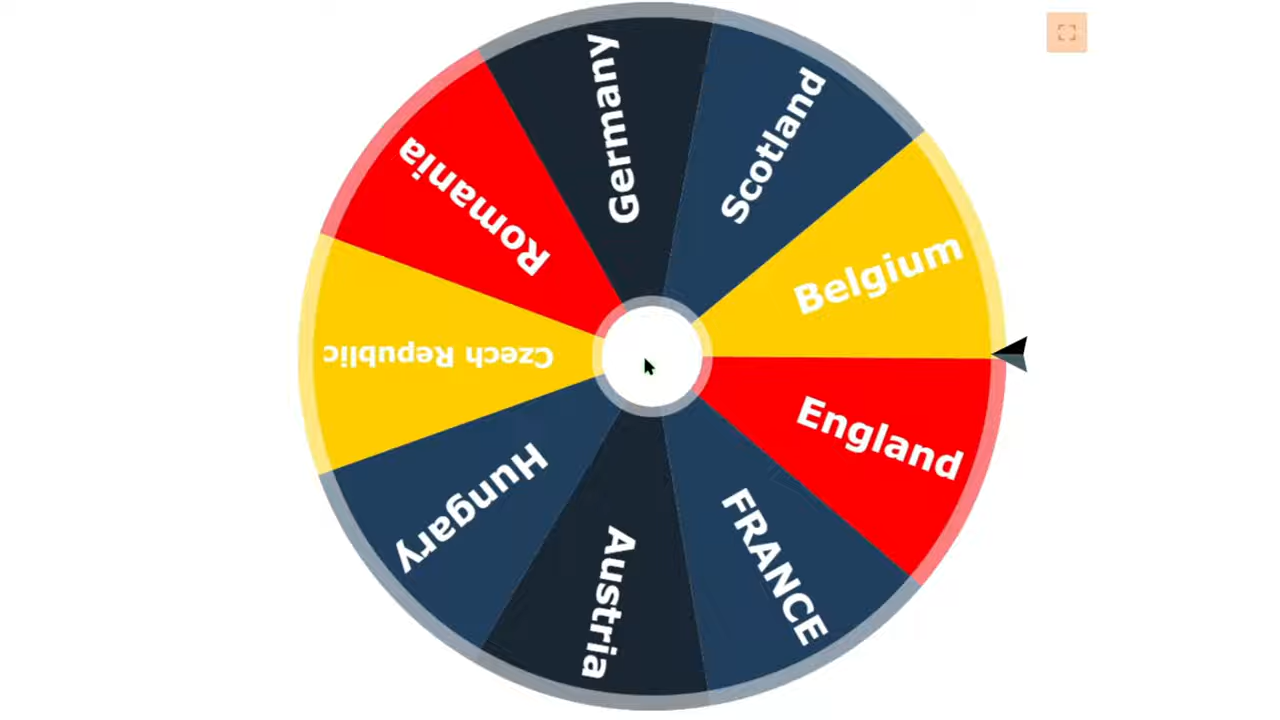 Germany
Scotland
Belgium
England
FRANCE
Austria
Hungary
Czech Republic
Romania